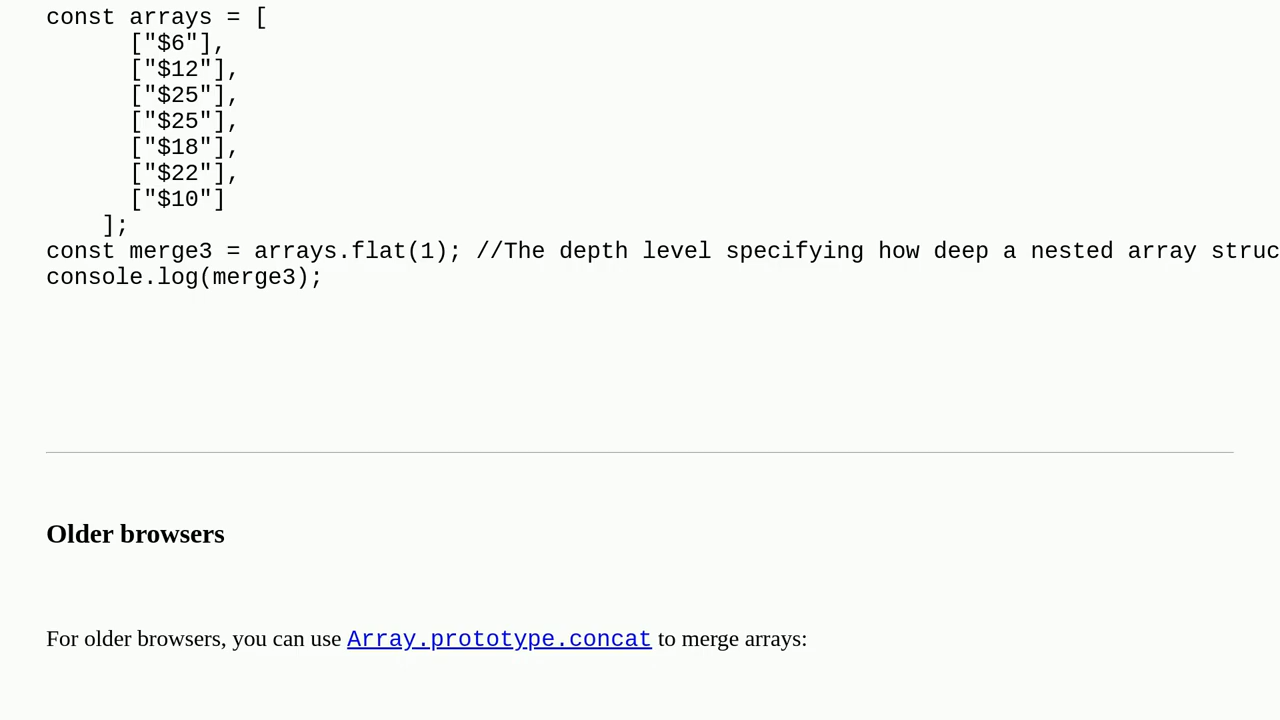 const arrays = [
["$6"],
["$12"],
["$25"],
["$25"],
["$18"],
["$22"],
["$10"]
];
const merge3 = arrays.flat(1); //The depth level specifying how deep a nested array struc
console.log(merge3);
Older browsers
For older browsers, you can use Array.prototype.concat to merge arrays: